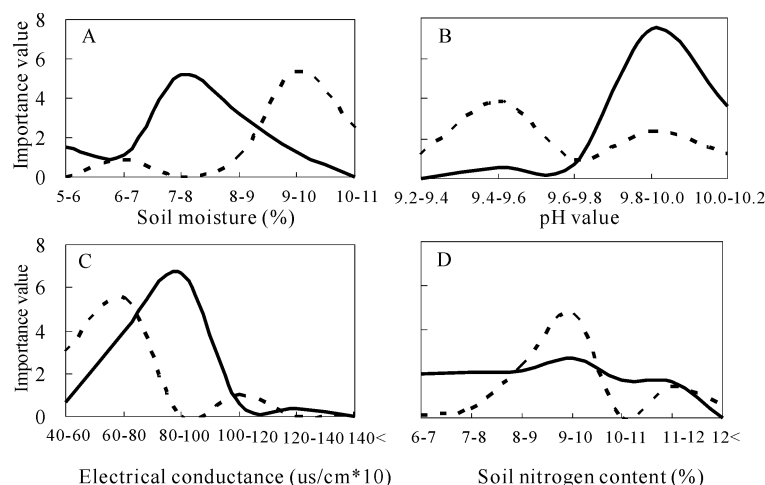 A
B
Importance value
8
6
4
2
0
5-6 6-7 7-8 8-9 9-10 10-11
Soil moisture (%)
9.2-9.4 9.4-9.6 9.6-9.8 9.8-10.0 10.0-10.2
pH value
C
D
Importance value
8
6
4
2
0
40-60 60-80 80-100 100-120 120-140 140<
Electrical conductance (us/cm*10)
6-7 7-8 8-9 9-10 10-11 11-12 12<
Soil nitrogen content (%)